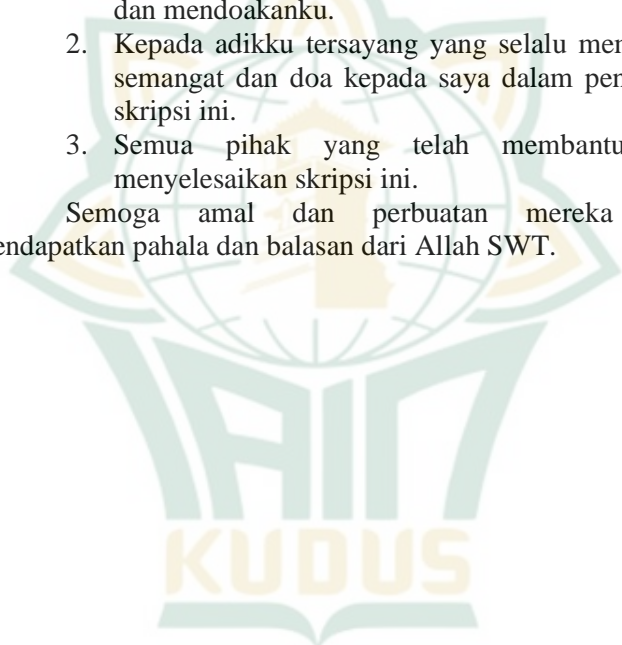 dan mendoakanku.
2. Kepada adikku tersayang yang selalu
semangat dan doa kepada saya dalam
skripsi ini.
3. Semua pihak yang telah membantu
menyelesaikan skripsi ini.
Semoga amal dan perbuatan mereka
endapatkan pahala dan balasan dari Allah SWT.
IAIN
KUDUS